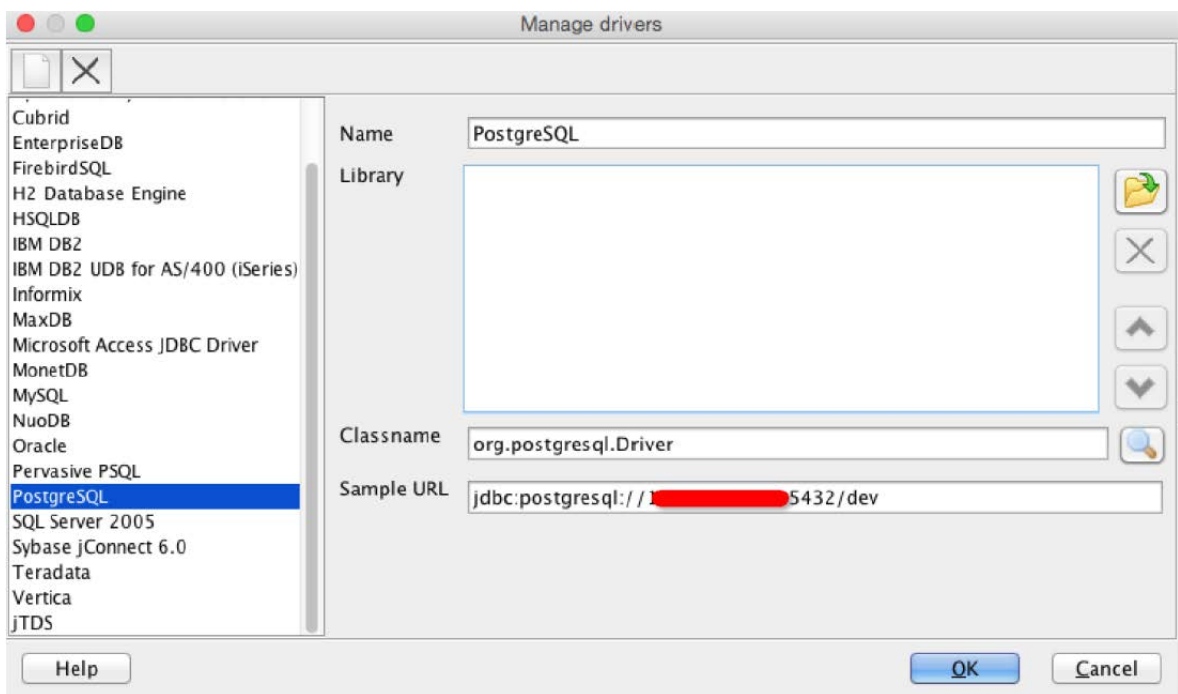 Manage drivers
Cubrid
EnterpriseDB
FirebirdSQL
H2 Database Engine
HSQLDB
IBM DB2
IBM DB2 UDB for AS/400 (iSeries)
Informix
MaxDB
Microsoft Access JDBC Driver
MonetDB
MySQL
NuoDB
Oracle
Pervasive PSQL
PostgreSQL
SQL Server 2005
Sybase jConnect 6.0
Teradata
Vertica
jTDS
Name PostgreSQL
Library
Classname org.postgresql.Driver
Sample URL jdbc:postgresql:// 5432/dev
Help OK Cancel